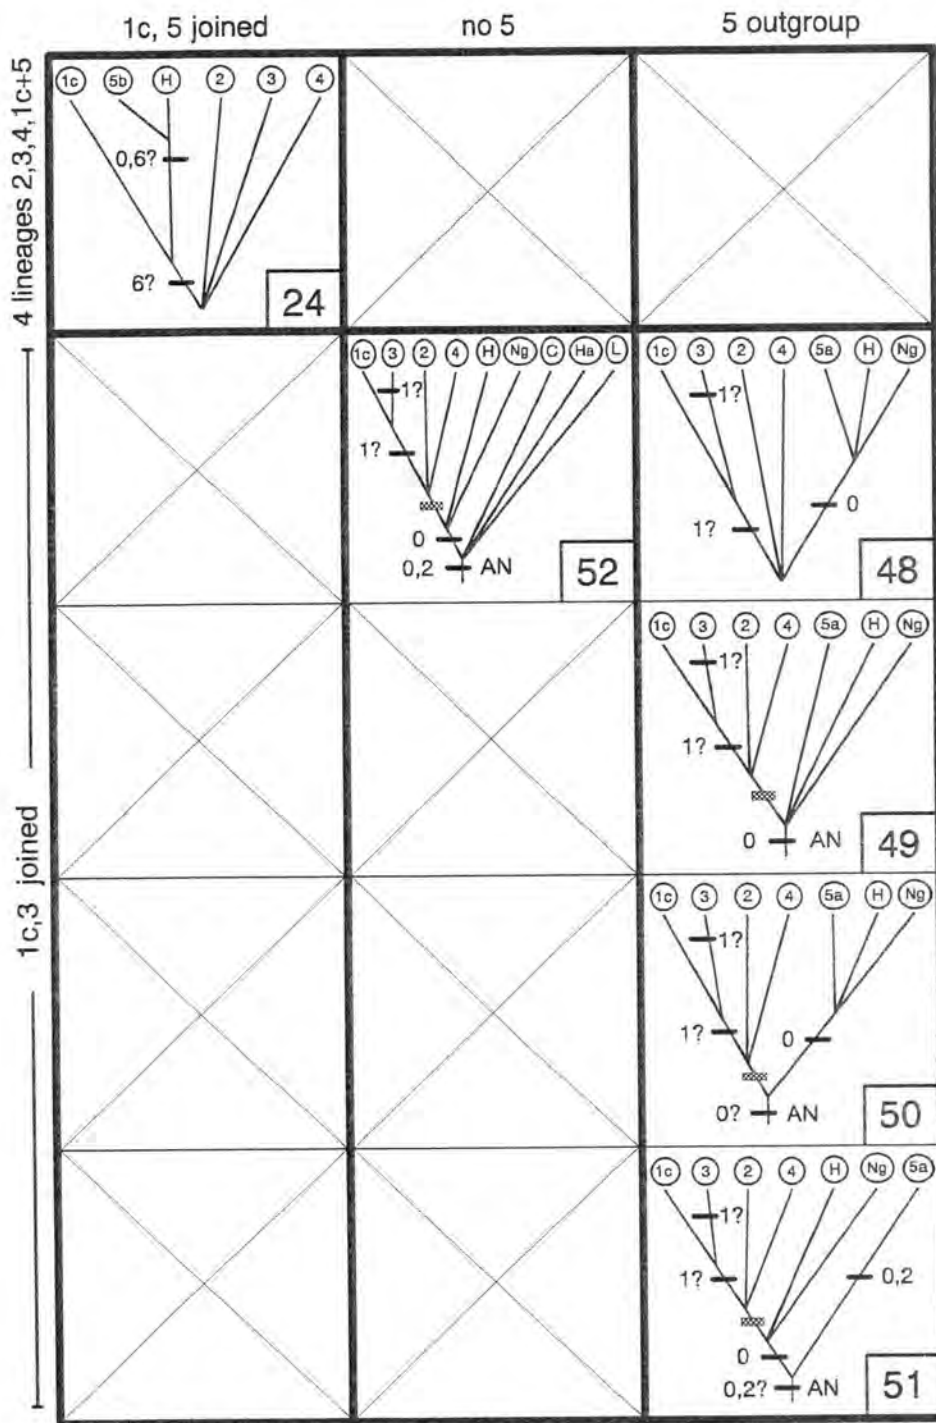 1c, 5 joined no 5 5 outgroup
4 lineages 2,3,4,1c+5
1c 5b H 2 3 4
0,6?
6?
24
1c,3 joined
1c 3 2 4 H Ng C Ha L
1?
1?
0
0,2 AN
52
1c 3 2 4 5a H Ng
1?
0
1?
48
1c 3 2 4 5a H Ng
1?
1?
0 AN
49
1c 3 2 4 5a H Ng
1?
1? 0
0? AN
50
1c 3 2 4 H Ng 5a
1?
1? 0,2
0
0,2? AN
51